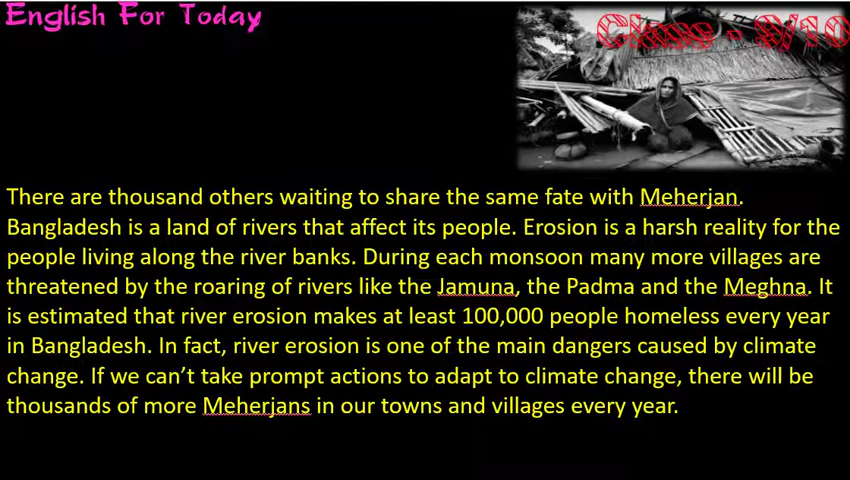 English For Today
Class - 9/10
There are thousand others waiting to share the same fate with Meherjan.
Bangladesh is a land of rivers that affect its people. Erosion is a harsh reality for the
people living along the river banks. During each monsoon many more villages are
threatened by the roaring of rivers like the Jamuna, the Padma and the Meghna. It
is estimated that river erosion makes at least 100,000 people homeless every year
in Bangladesh. In fact, river erosion is one of the main dangers caused by climate
change. If we can’t take prompt actions to adapt to climate change, there will be
thousands of more Meherjans in our towns and villages every year.